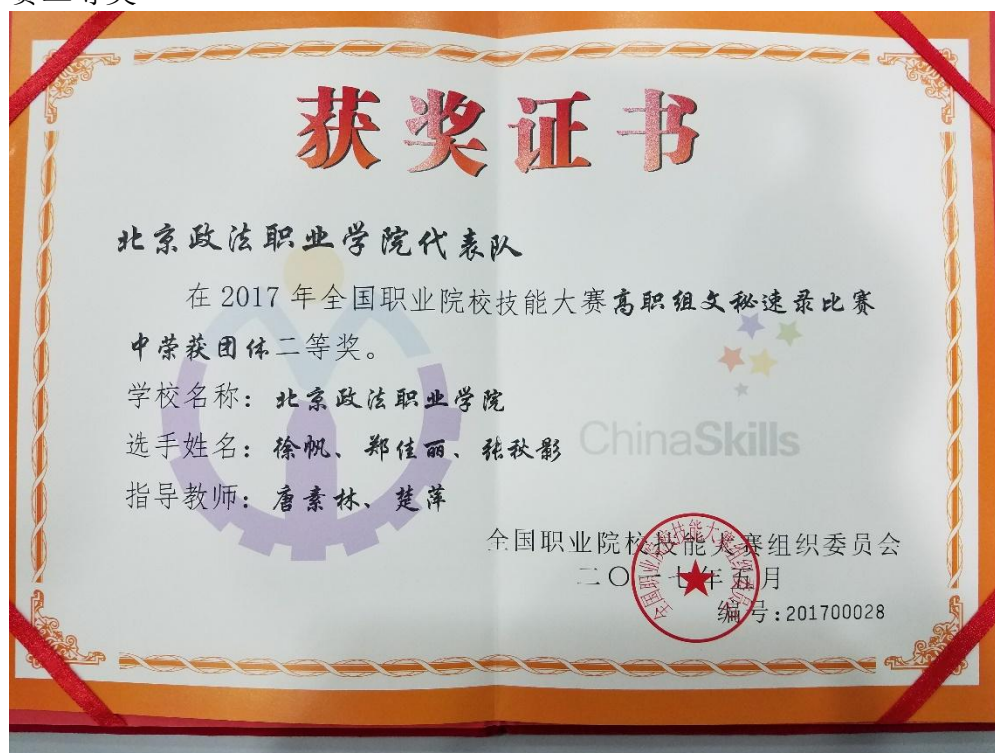 获奖证书
北京政法职业学院代表队
在 2017 年全国职业院校技能大赛高职组文秘速录比赛
中荣获团体二等奖。
学校名称：北京政法职业学院
选手姓名：徐帆、郑佳丽、张秋影
ChinaSkills
指导教师：唐素林、楚萍
全国职业院校技能大赛组织委员会
二〇一七年五月
编号:201700028